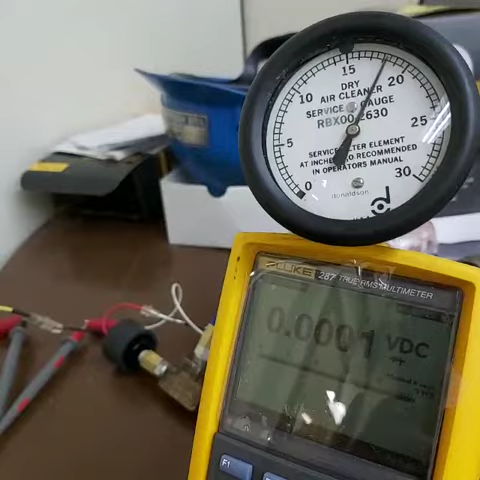 15
20
10
25
5
30
0
DRY
AIR CLEANER
SERVICE GAUGE
RBX00-2630
SERVICE FILTER ELEMENT
AT INCHES H2O RECOMMENDED
IN OPERATORS MANUAL
donaldson
FLUKE 287 TRUE RMS MULTIMETER
0.0001 VDC
F1